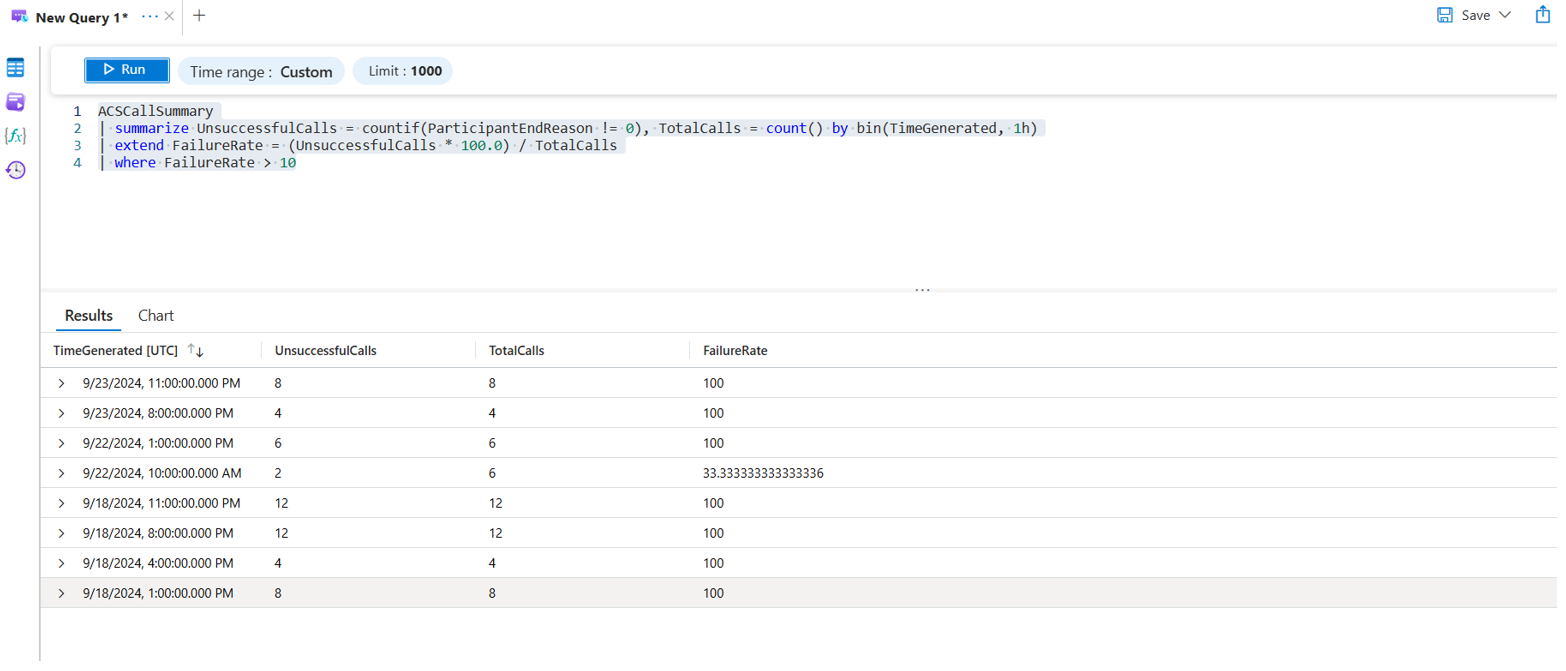 New Query 1* ...
Save
Run Time range : Custom Limit : 1000
1 ACSCallSummary
2 | summarize UnsuccessfulCalls = countif(ParticipantEndReason != 0), TotalCalls = count() by bin(TimeGenerated, 1h)
3 | extend FailureRate = (UnsuccessfulCalls * 100.0) / TotalCalls
4 | where FailureRate > 10
{fx}
Results Chart
TimeGenerated [UTC] UnsuccessfulCalls TotalCalls FailureRate
9/23/2024, 11:00:00.000 PM 8 8 100
9/23/2024, 8:00:00.000 PM 4 4 100
9/22/2024, 1:00:00.000 PM 6 6 100
9/22/2024, 10:00:00.000 AM 2 6 33.333333333333336
9/18/2024, 11:00:00.000 PM 12 12 100
9/18/2024, 8:00:00.000 PM 12 12 100
9/18/2024, 4:00:00.000 PM 4 4 100
9/18/2024, 1:00:00.000 PM 8 8 100